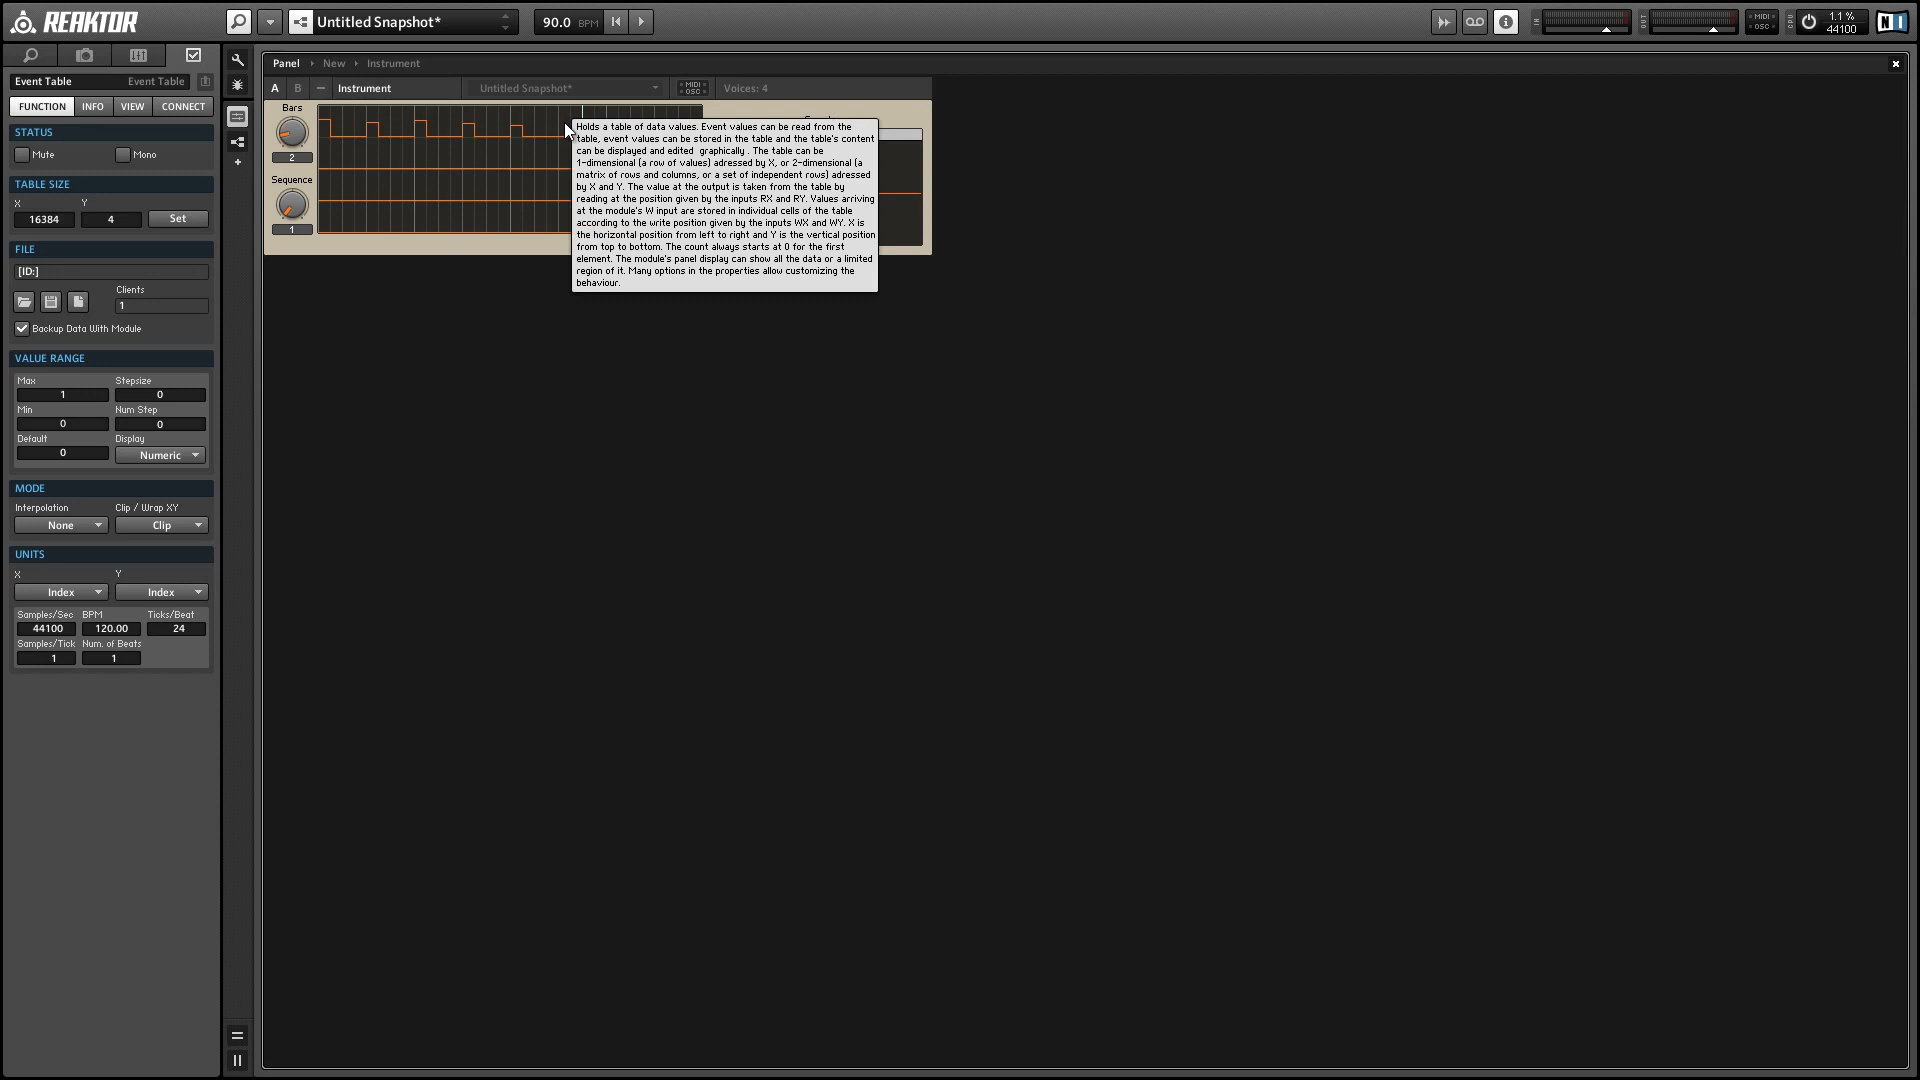 REAKTOR
Untitled Snapshot*
90.0 BPM
IN
OUT
MIDI
OSC
CPU
1.1 %
44100
Event Table
Event Table
FUNCTION
INFO
VIEW
CONNECT
STATUS
Mute
Mono
TABLE SIZE
X
Y
16384
4
Set
FILE
[ID:]
Clients
1
Backup Data With Module
VALUE RANGE
Max
Stepsize
1
0
Min
Num Step
0
0
Default
Display
0
Numeric
MODE
Interpolation
Clip / Wrap XY
None
Clip
UNITS
X
Y
Index
Index
Samples/Sec
BPM
Ticks/Beat
44100
120.00
24
Samples/Tick
Num. of Beats
1
1
Panel
New
Instrument
A
B
Instrument
Untitled Snapshot*
MIDI
OSC
Voices: 4
Bars
2
Sequence
1
Holds a table of data values. Event values can be read from the
table, event values can be stored in the table and the table's content
can be displayed and edited graphically . The table can be
1-dimensional (a row of values) adressed by X, or 2-dimensional (a
matrix of rows and columns, or a set of independent rows) adressed
by X and Y. The value at the output is taken from the table by
reading at the position given by the inputs RX and RY. Values arriving
at the module's W input are stored in individual cells of the table
according to the write position given by the inputs WX and WY. X is
the horizontal position from left to right and Y is the vertical position
from top to bottom. The count always starts at 0 for the first
element. The module's panel display can show all the data or a limited
region of it. Many options in the properties allow customizing the
behaviour.